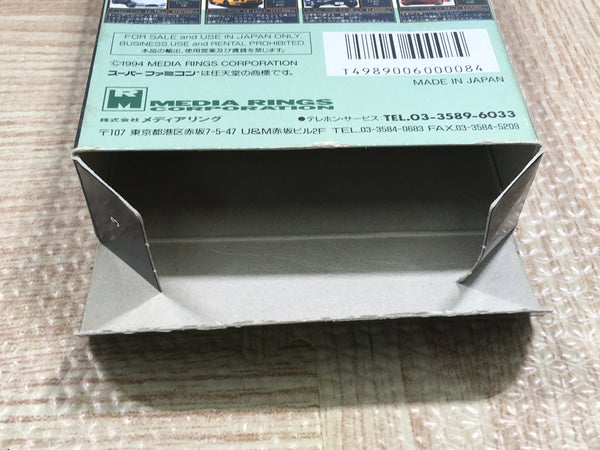 FOR SALE and USE IN JAPAN ONLY.
BUSINESS USE and RENTAL PROHIBITED.
本品の輸出、使用営業及び賃貸を禁じます。
©1994 MEDIA RINGS CORPORATION
スーパーファミコンは任天堂の商標です。
T4989006000084
MADE IN JAPAN
MEDIA RINGS
CORPORATION
株式会社 メディアリング
●テレホン・サービス:TEL.03-3589-6033
〒107 東京都港区赤坂7-5-47 U&M赤坂ビル2F TEL.03-3584-0683 FAX.03-3584-5209